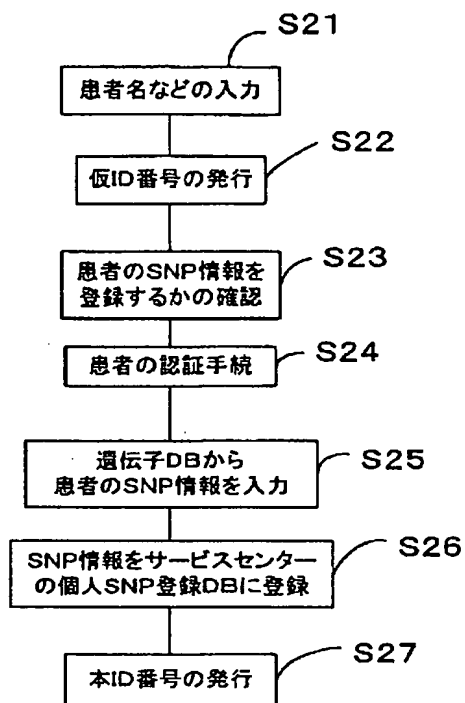 S21
患者名などの入力
S22
仮ID番号の発行
S23
患者のSNP情報を
登録するかの確認
S24
患者の認証手続
S25
遺伝子DBから
患者のSNP情報を入力
S26
SNP情報をサービスセンター
の個人SNP登録DBに登録
S27
本ID番号の発行